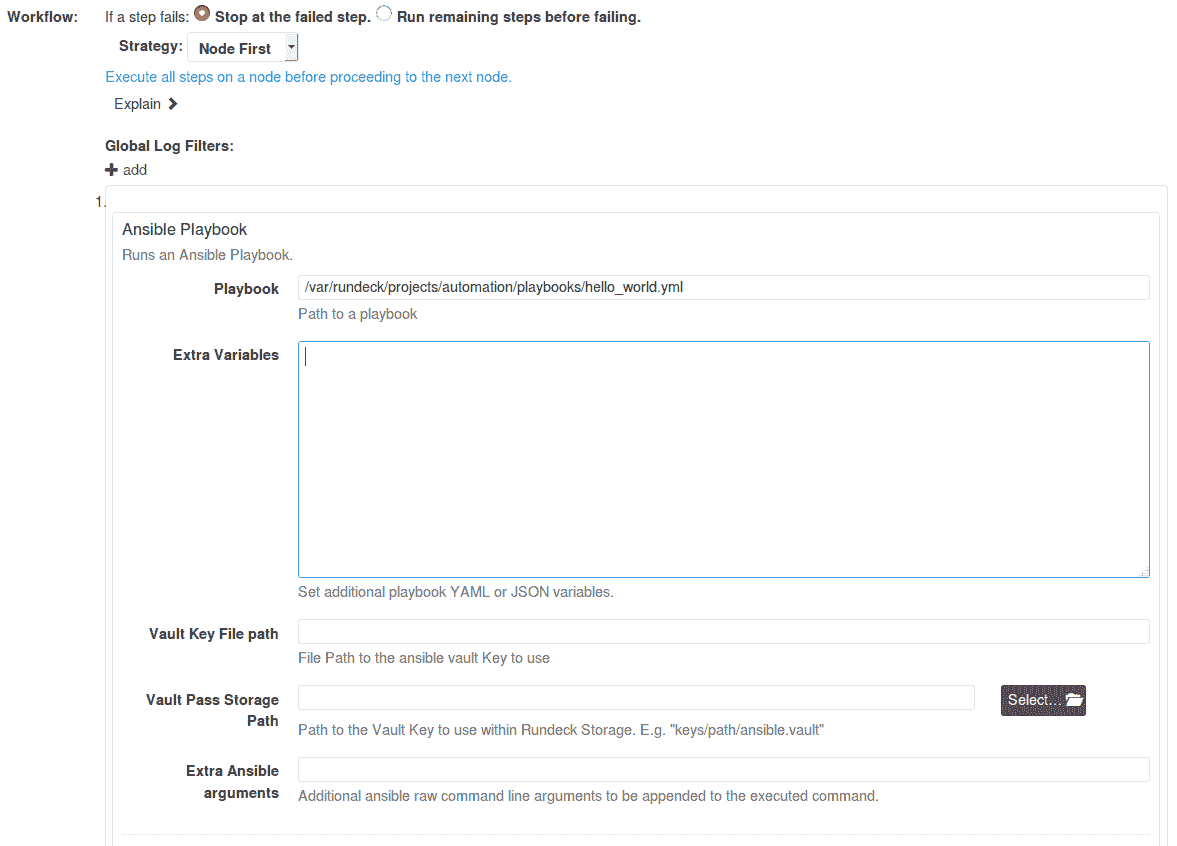 Workflow: If a step fails: Stop at the failed step. Run remaining steps before failing.
Strategy: Node First
Execute all steps on a node before proceeding to the next node.
Explain
Global Log Filters:
add
1.
Ansible Playbook
Runs an Ansible Playbook.
Playbook /var/rundeck/projects/automation/playbooks/hello_world.yml
Path to a playbook
Extra Variables
Set additional playbook YAML or JSON variables.
Vault Key File path
File Path to the ansible vault Key to use
Vault Pass Storage Select...
Path
Path to the Vault Key to use within Rundeck Storage. E.g. "keys/path/ansible.vault"
Extra Ansible
arguments
Additional ansible raw command line arguments to be appended to the executed command.